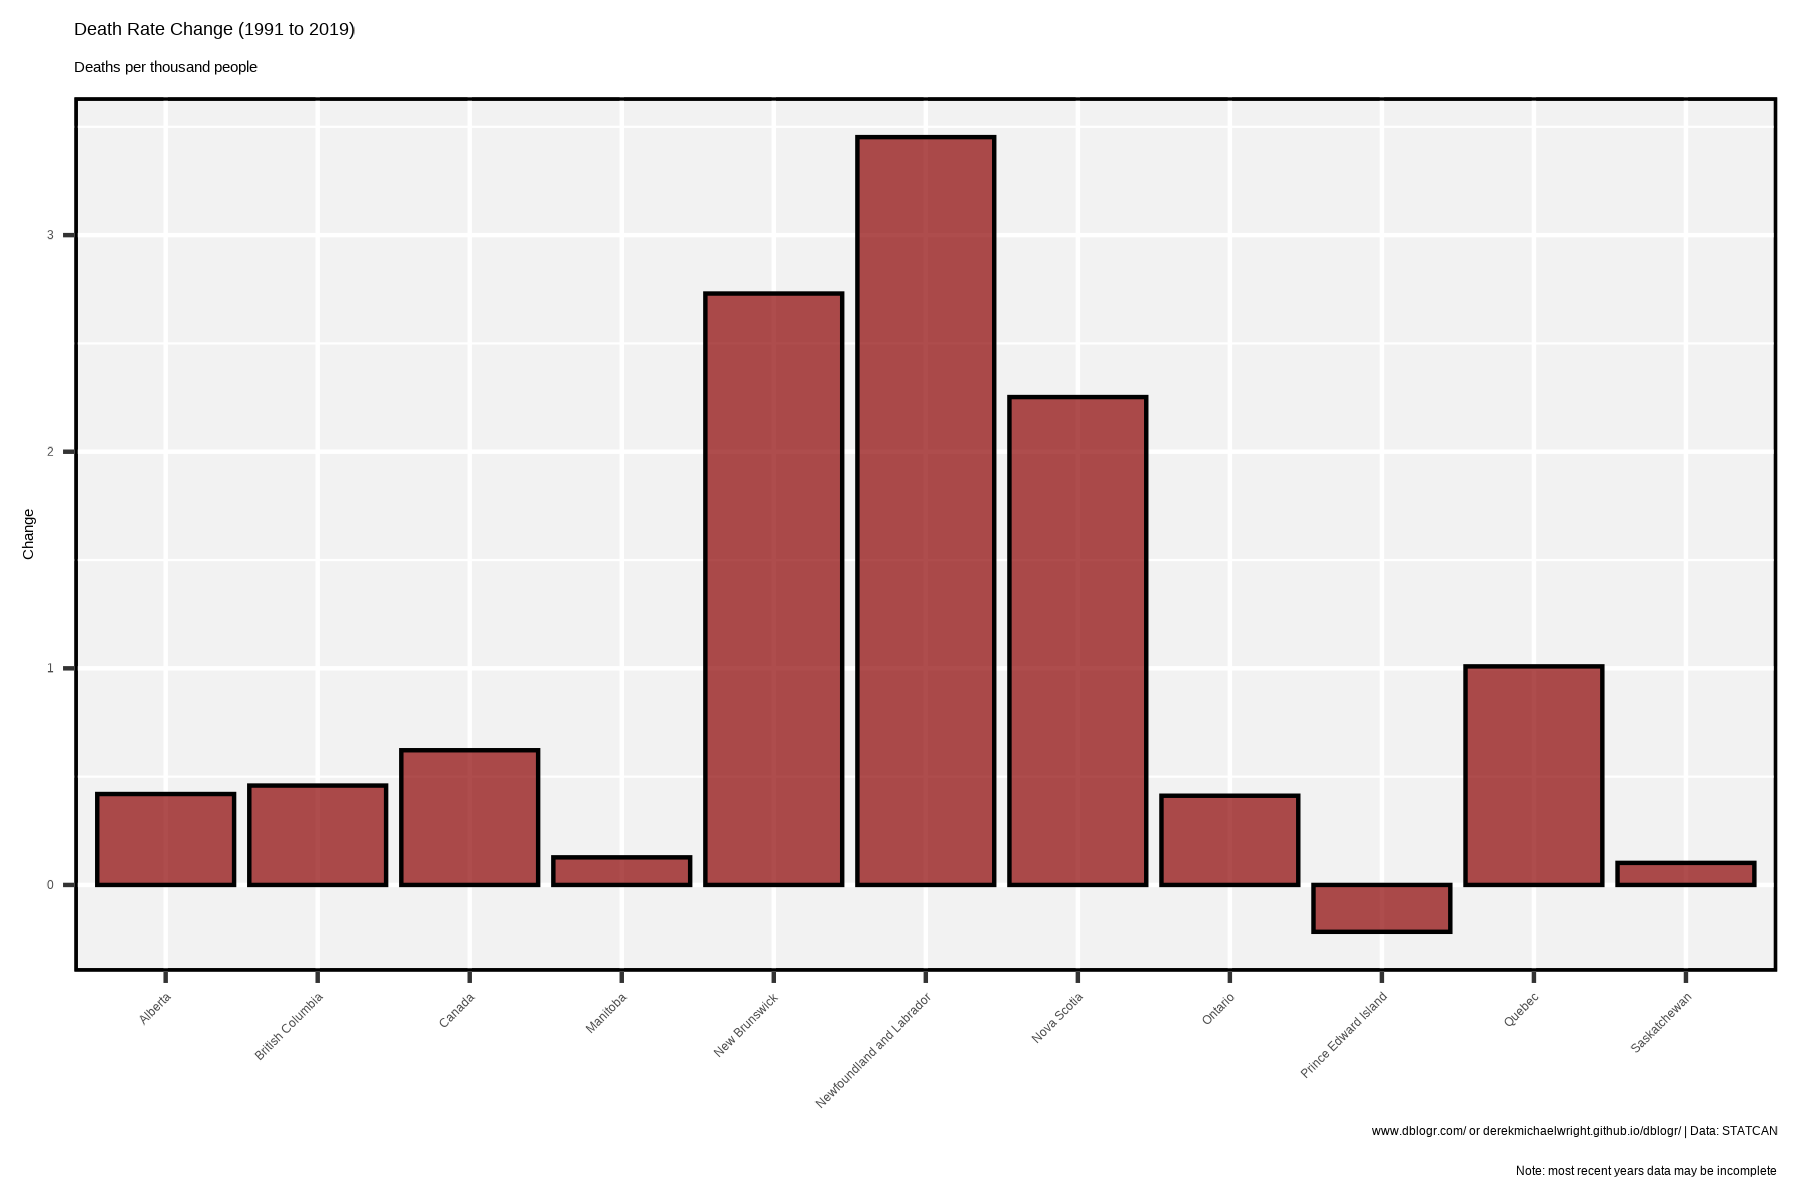 Death Rate Change (1991 to 2019)
Deaths per thousand people
Change
3
2
1
0
Alberta
British Columbia
Canada
Manitoba
New Brunswick
Newfoundland and Labrador
Nova Scotia
Ontario
Prince Edward Island
Quebec
Saskatchewan
www.dblogr.com/ or derekmichaelwright.github.io/dblogr/ | Data: STATCAN
Note: most recent years data may be incomplete